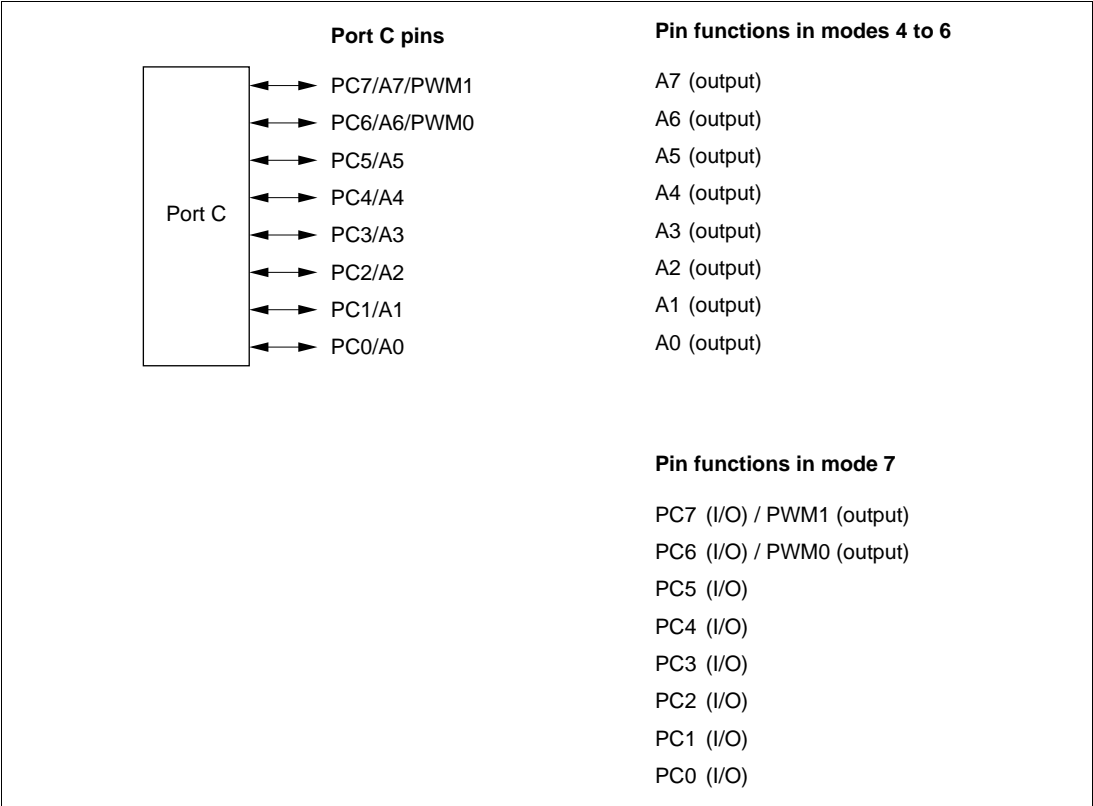 Port C pins Pin functions in modes 4 to 6
PC7/A7/PWM1 A7 (output)
PC6/A6/PWM0 A6 (output)
PC5/A5 A5 (output)
PC4/A4 A4 (output)
Port C
PC3/A3 A3 (output)
PC2/A2 A2 (output)
PC1/A1 A1 (output)
PC0/A0 A0 (output)
Pin functions in mode 7
PC7 (I/O) / PWM1 (output)
PC6 (I/O) / PWM0 (output)
PC5 (I/O)
PC4 (I/O)
PC3 (I/O)
PC2 (I/O)
PC1 (I/O)
PC0 (I/O)